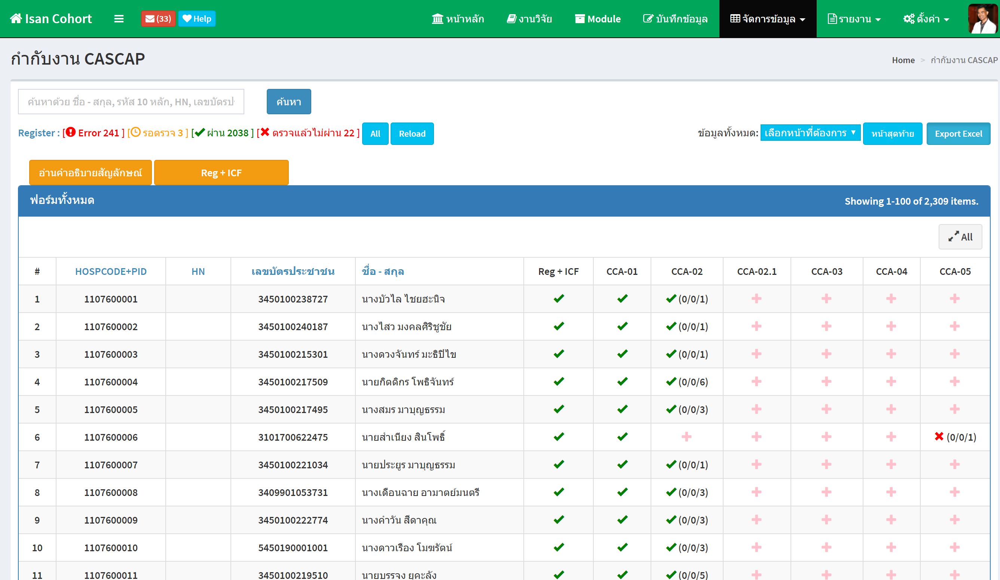 Isan Cohort (33) Help หน้าหลัก งานวิจัย Module บันทึกข้อมูล จัดการข้อมูล รายงาน ตั้งค่า
กำกับงาน CASCAP
Home > กำกับงาน CASCAP
ค้นหาด้วย ชื่อ - สกุล, รหัส 10 หลัก, HN, เลขบัตรป ค้นหา
Register : [ Error 241 ] [ รอตรวจ 3 ] [ ผ่าน 2038 ] [ ตรวจแล้วไม่ผ่าน 22 ] All Reload ข้อมูลทั้งหมด: เลือกหน้าที่ต้องการ หน้าสุดท้าย Export Excel
อ่านคำอธิบายสัญลักษณ์ Reg + ICF
ฟอร์มทั้งหมด Showing 1-100 of 2,309 items.
All
# HOSPCODE+PID HN เลขบัตรประชาชน ชื่อ - สกุล Reg + ICF CCA-01 CCA-02 CCA-02.1 CCA-03 CCA-04 CCA-05
1 1107600001 3450100238727 นางบัวไล ไชยฮะนิจ (0/0/1)
2 1107600002 3450100240187 นางไสว มงคลศิริชูชัย (0/0/1)
3 1107600003 3450100215301 นางดวงจันทร์ มะธิปิไข (0/0/1)
4 1107600004 3450100217509 นายกิตติกร โพธิจันทร์ (0/0/6)
5 1107600005 3450100217495 นางสมร มาบุญธรรม (0/0/3)
6 1107600006 3101700622475 นายสำเนียง สินโพธิ์ (0/0/1)
7 1107600007 3450100221034 นายประยูร มาบุญธรรม (0/0/1)
8 1107600008 3409901053731 นางเดือนฉาย อามาตย์มนตรี (0/0/3)
9 1107600009 3450100222774 นางคำวัน สีดาคุณ (0/0/3)
10 1107600010 5450190001001 นางดาวเรือง โมฆรัตน์ (0/0/3)
11 1107600011 3450100219510 นายบรรจง ยุคะลัง (0/0/5)